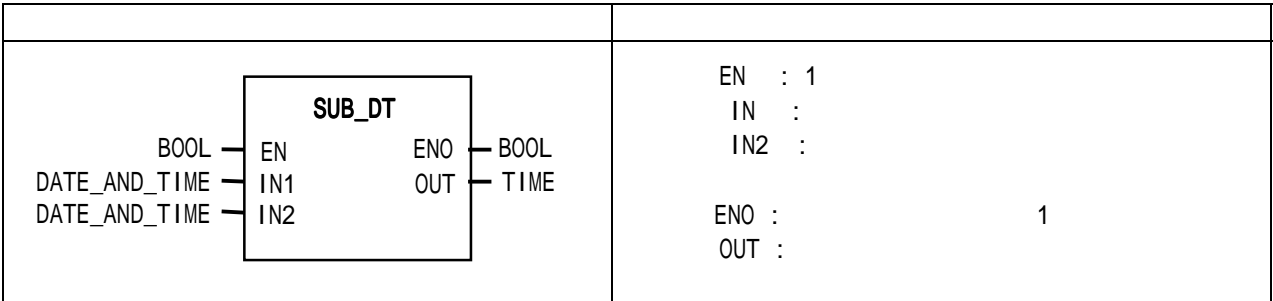 SUB_DT
BOOL EN ENO BOOL
DATE_AND_TIME IN1 OUT TIME
DATE_AND_TIME IN2
EN : 1
IN :
IN2 :
ENO : 1
OUT :